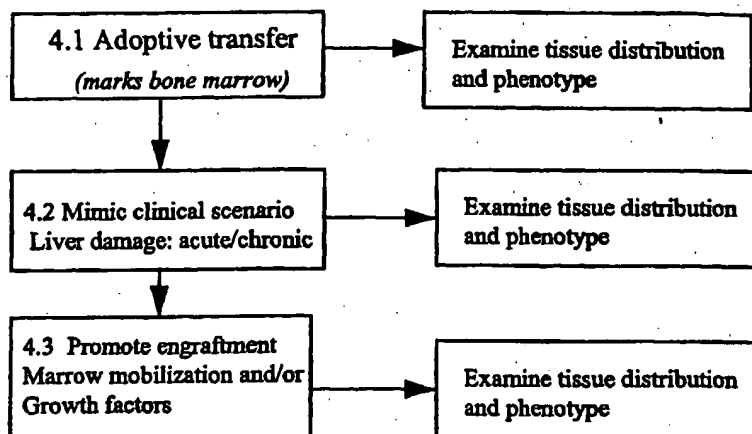 4.1 Adoptive transfer
(marks bone marrow)
Examine tissue distribution
and phenotype
4.2 Mimic clinical scenario
Liver damage: acute/chronic
Examine tissue distribution
and phenotype
4.3 Promote engraftment
Marrow mobilization and/or
Growth factors
Examine tissue distribution
and phenotype